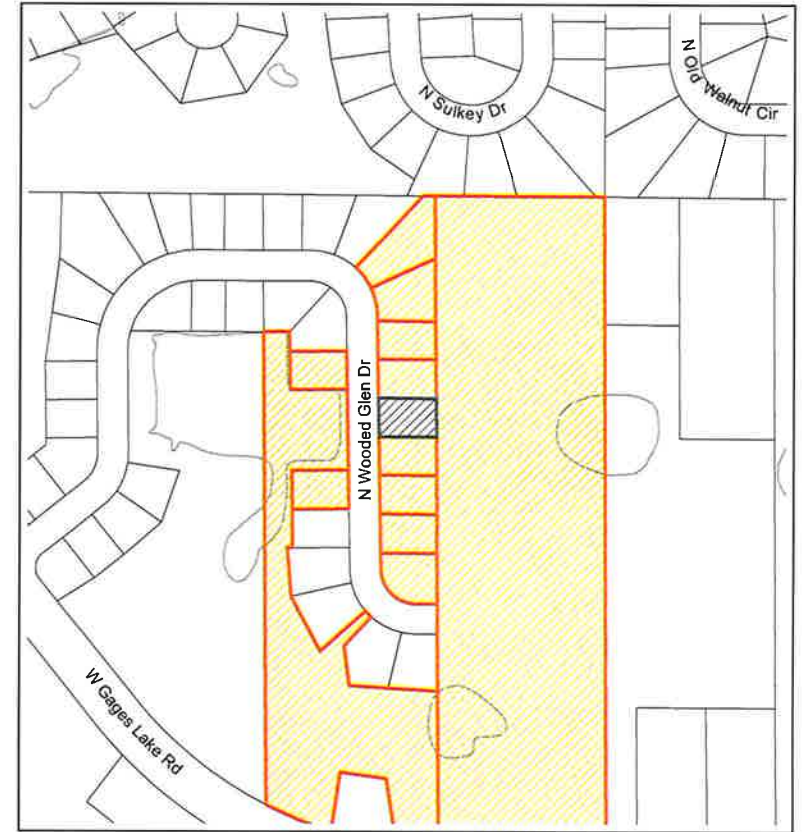 N Sulkey Dr
N Old Walnut Cir
N Wooded Glen Dr
W Gages Lake Rd